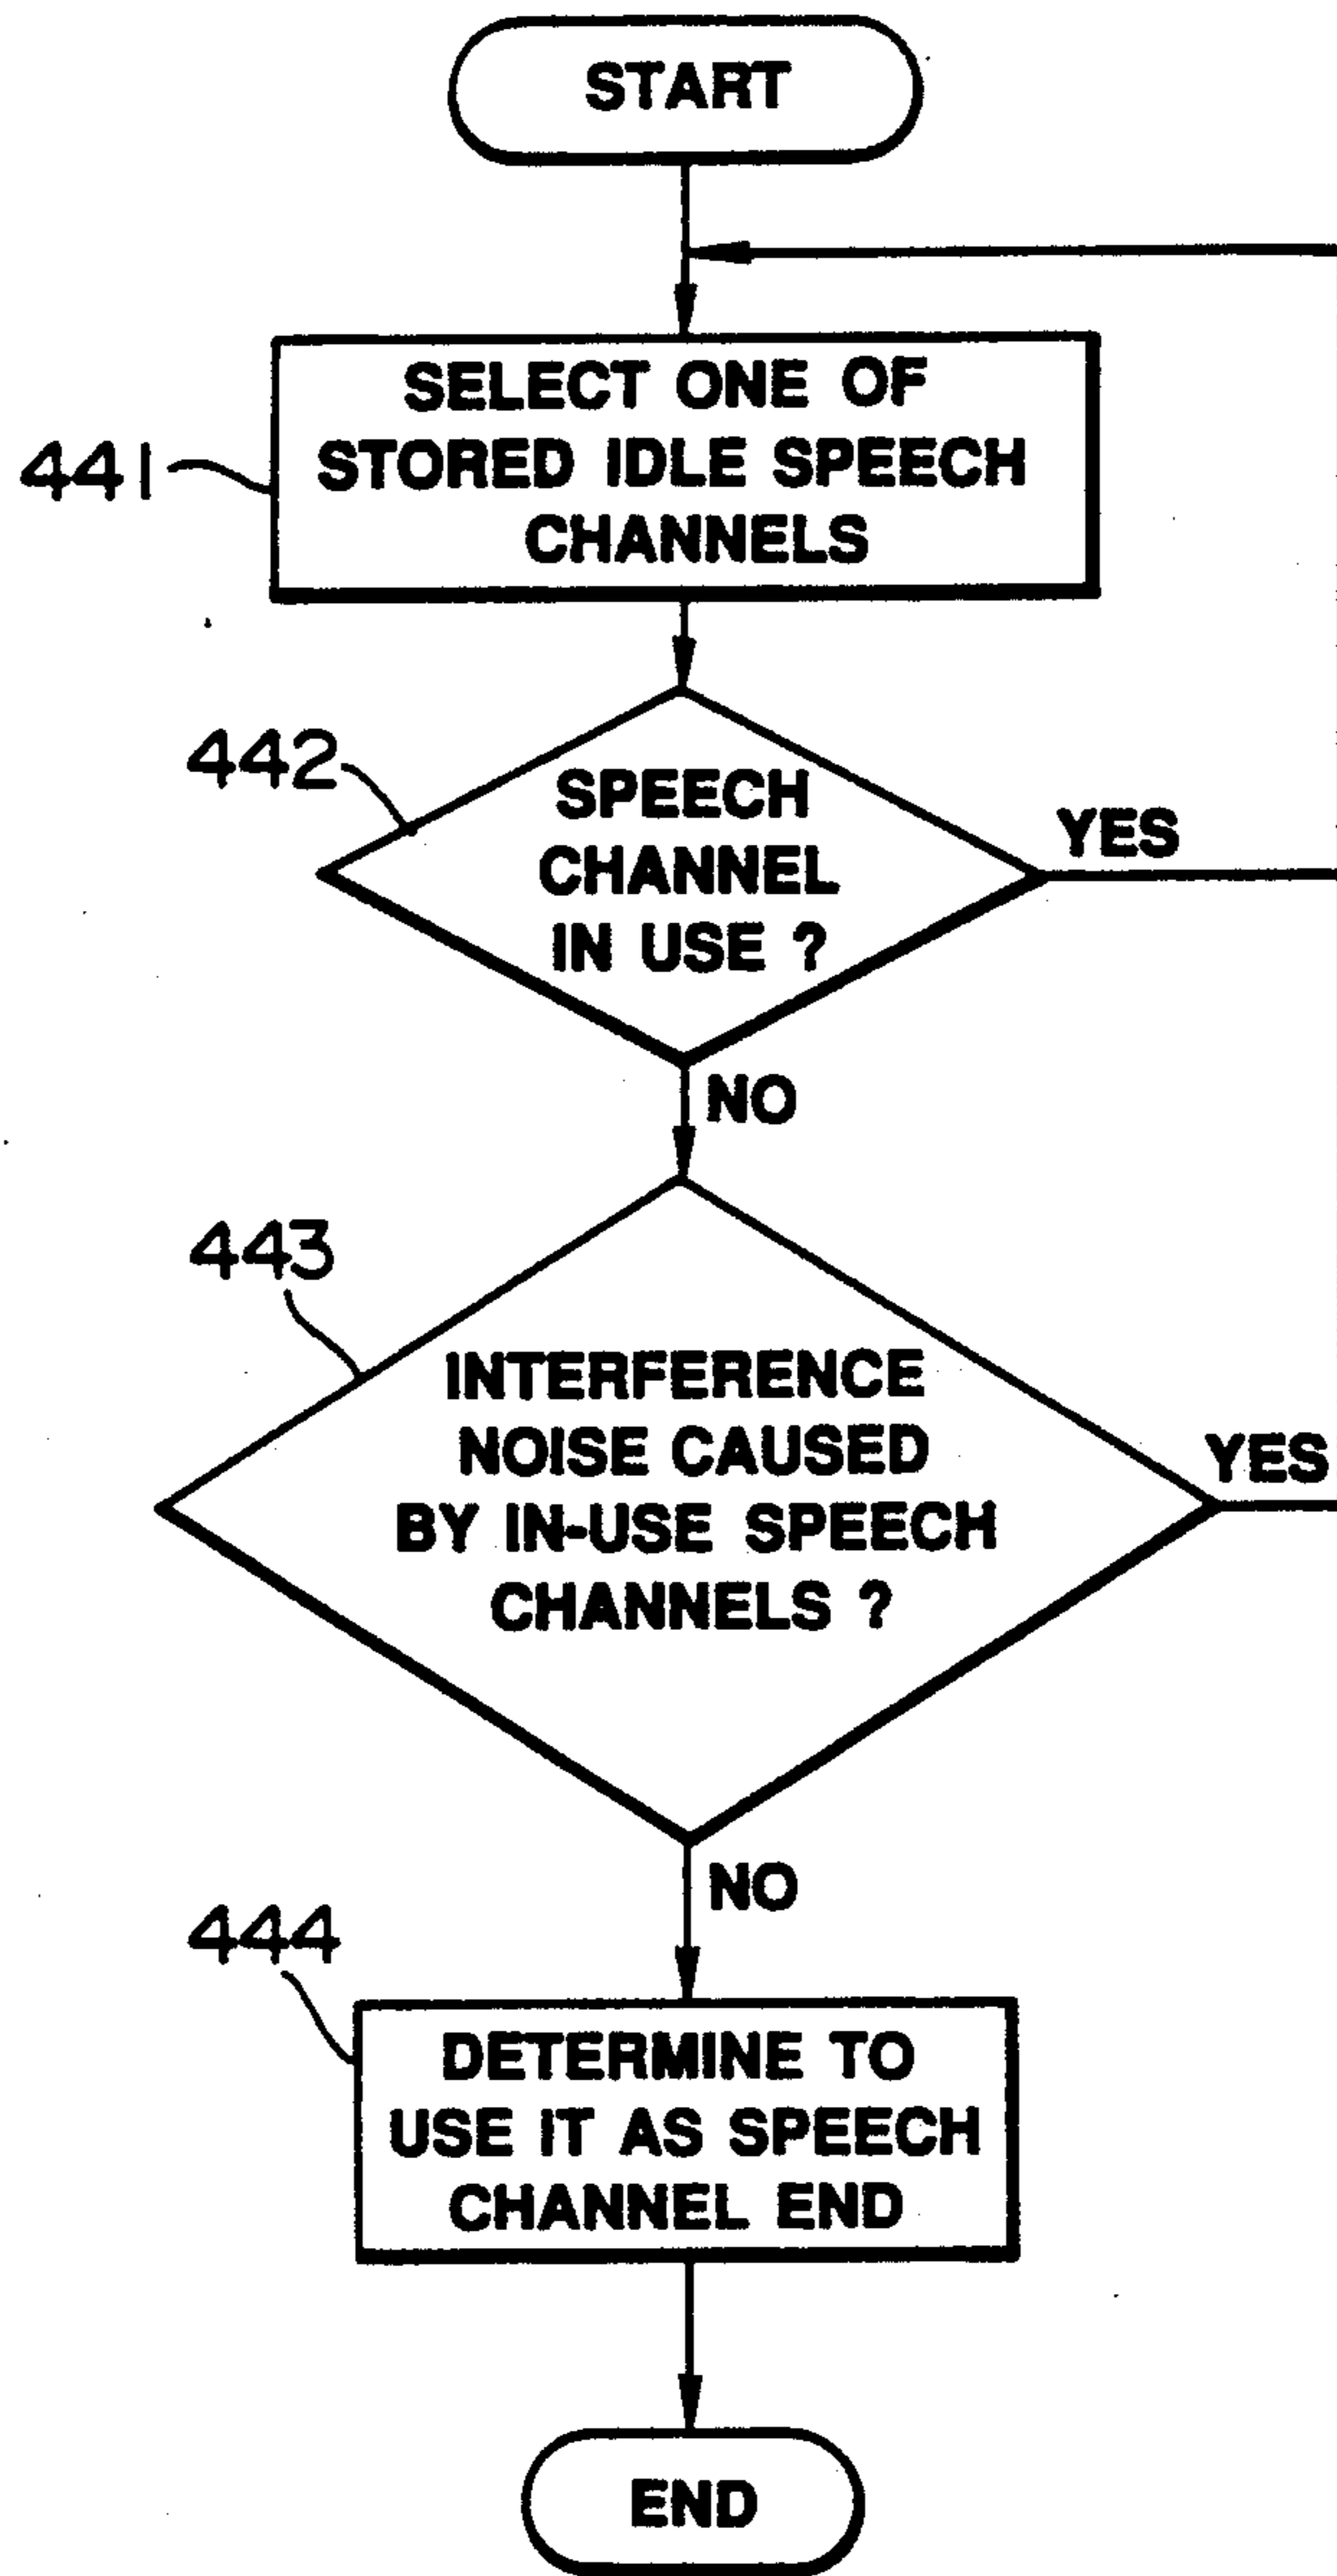 START
441
SELECT ONE OF
STORED IDLE SPEECH
CHANNELS
442
SPEECH
CHANNEL
IN USE ?
YES
NO
443
INTERFERENCE
NOISE CAUSED
BY IN-USE SPEECH
CHANNELS ?
YES
NO
444
DETERMINE TO
USE IT AS SPEECH
CHANNEL END
END